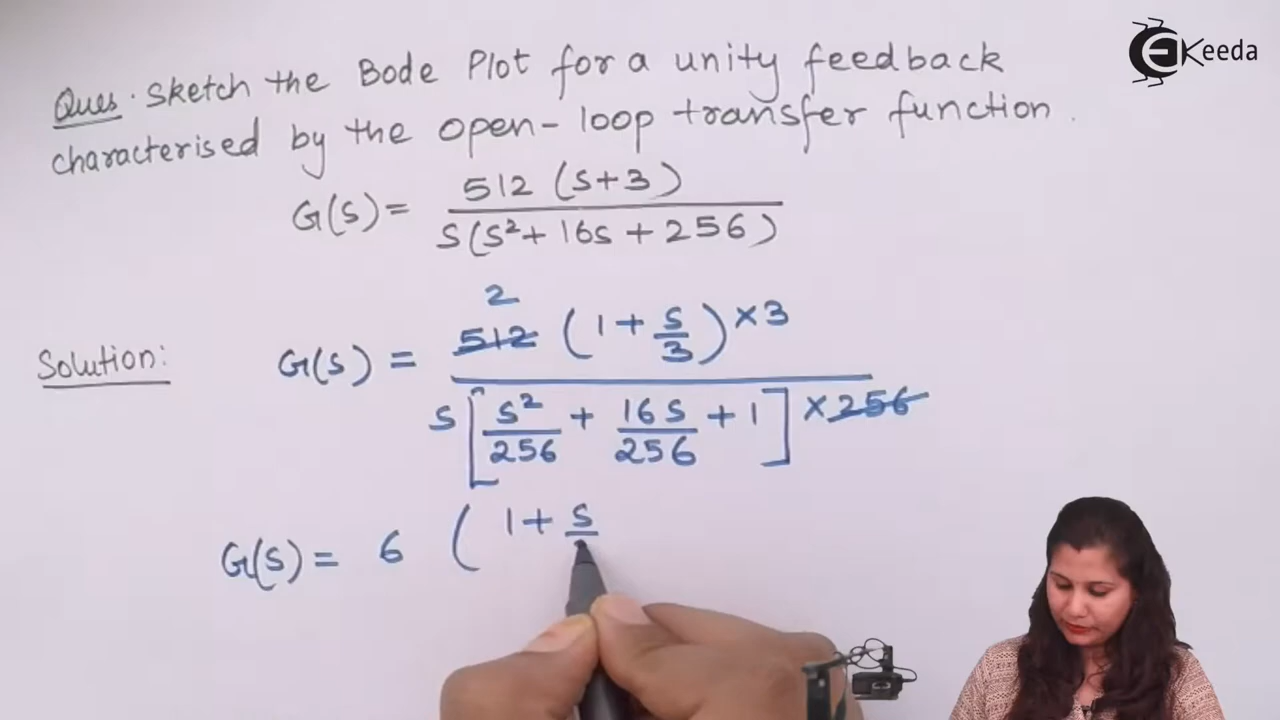 EKeeda
Ques. Sketch the Bode Plot for a unity feedback
characterised by the open-loop transfer function.
G(s) = 512 (s+3) / s(s²+16s+256)
Solution: G(s) = 2 512 (1 + s/3) ×3 / s[s²/256 + 16s/256 + 1] ×256
G(s) = 6 (1 + s